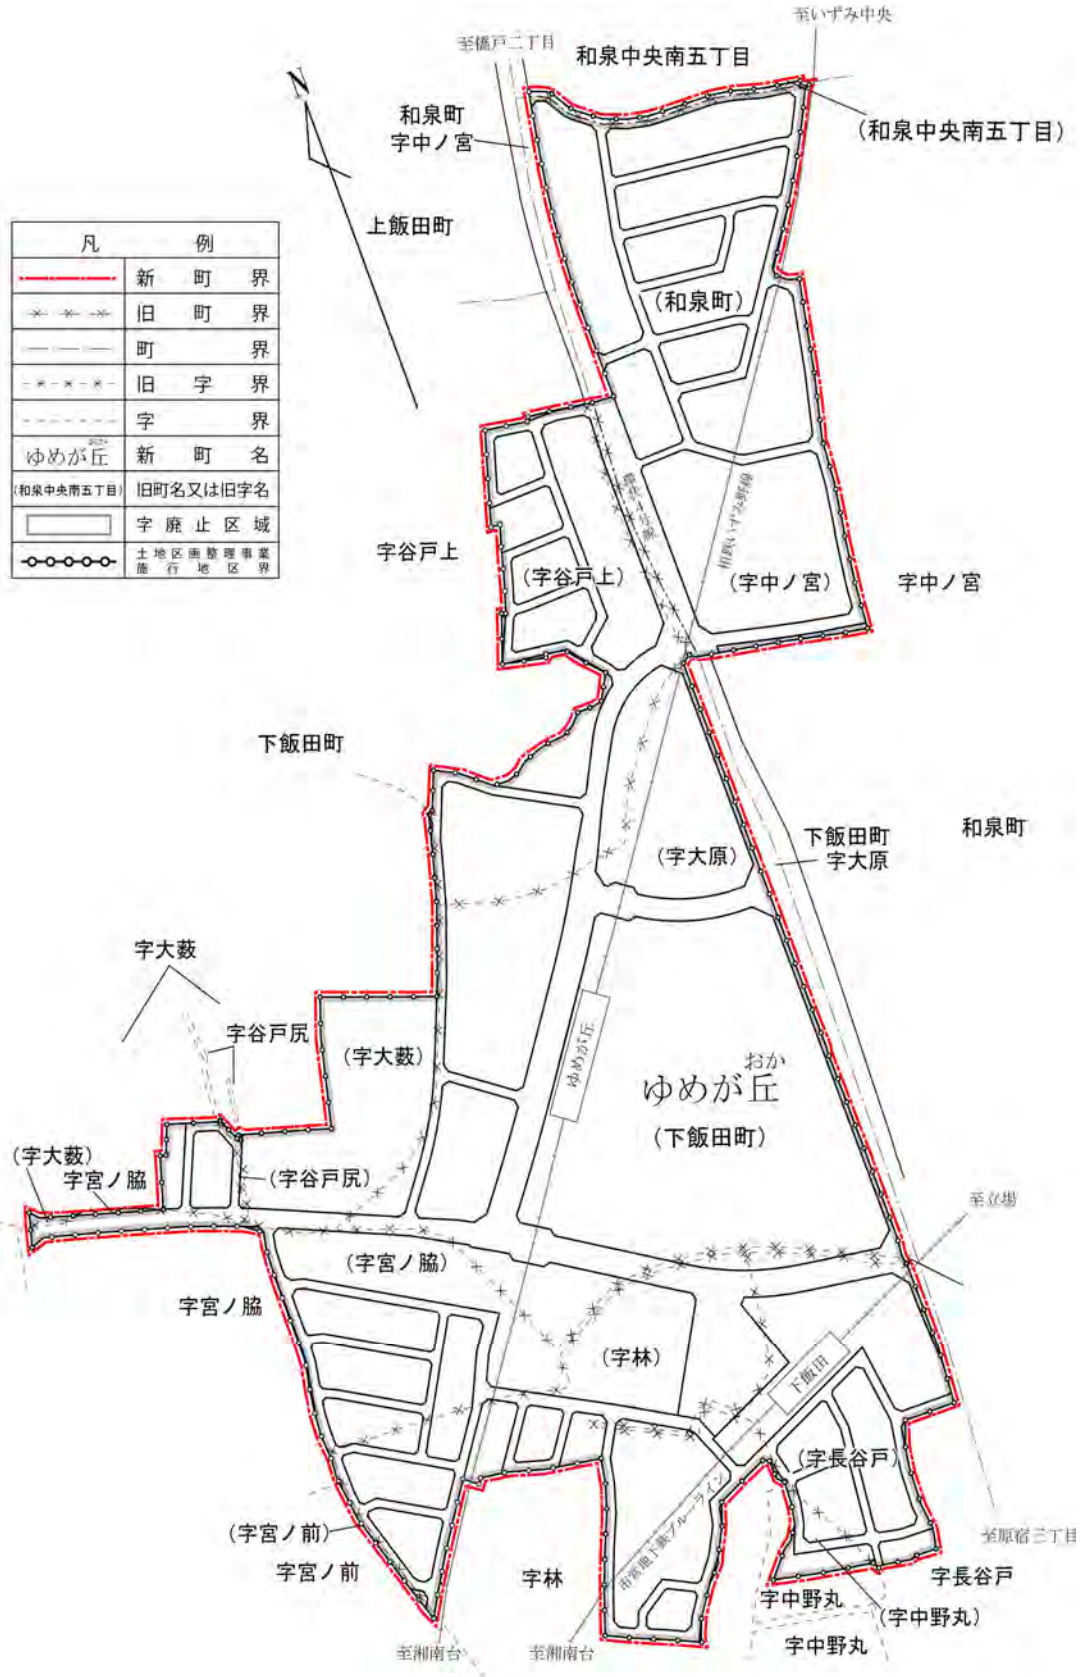 至いずみ中央
至橋戸二丁目
和泉中央南五丁目
N
和泉町
字中ノ宮
(和泉中央南五丁目)
上飯田町
凡例
新町界
旧町界
町界
旧字界
字界
おか
ゆめが丘 新町名
(和泉中央南五丁目) 旧町名又は旧字名
字廃止区域
土地区画整理事業
施行地区界
(和泉町)
環状4号線
相鉄いずみ野線
字谷戸上
(字谷戸上)
(字中ノ宮)
字中ノ宮
下飯田町
下飯田町
字大原
和泉町
(字大原)
字大薮
字谷戸尻
(字大薮)
ゆめが丘
おか
ゆめが丘
(下飯田町)
(字大薮)
字宮ノ脇
(字谷戸尻)
至立場
(字宮ノ脇)
字宮ノ脇
(字林)
下飯田
(字長谷戸)
市営地下鉄ブルーライン
(字宮ノ前)
字宮ノ前
字林
至原宿三丁目
字長谷戸
字中野丸
(字中野丸)
字中野丸
至湘南台
至湘南台